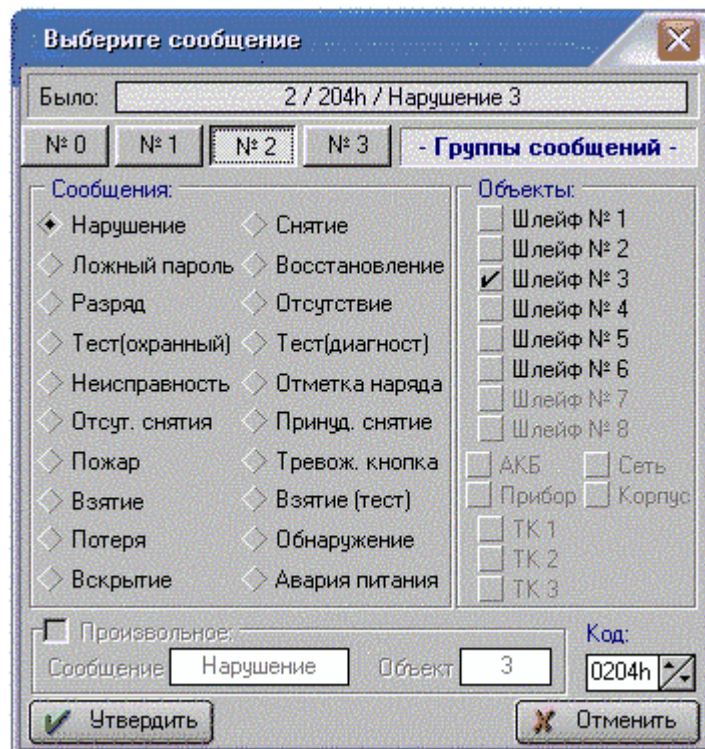 Выберите сообщение
Было: 2 / 204h / Нарушение 3
№ 0 № 1 № 2 № 3 - Группы сообщений -
Сообщения:
Нарушение Снятие
Ложный пароль Восстановление
Разряд Отсутствие
Тест(охранный) Тест(диагност)
Неисправность Отметка наряда
Отсут. снятия Принуд. снятие
Пожар Тревож. кнопка
Взятие Взятие (тест)
Потеря Обнаружение
Вскрытие Авария питания
Объекты:
Шлейф № 1
Шлейф № 2
Шлейф № 3
Шлейф № 4
Шлейф № 5
Шлейф № 6
Шлейф № 7
Шлейф № 8
АКБ Сеть
Прибор Корпус
ТК 1
ТК 2
ТК 3
Произвольное:
Сообщение Нарушение Объект 3
Код:
0204h
Утвердить Отменить